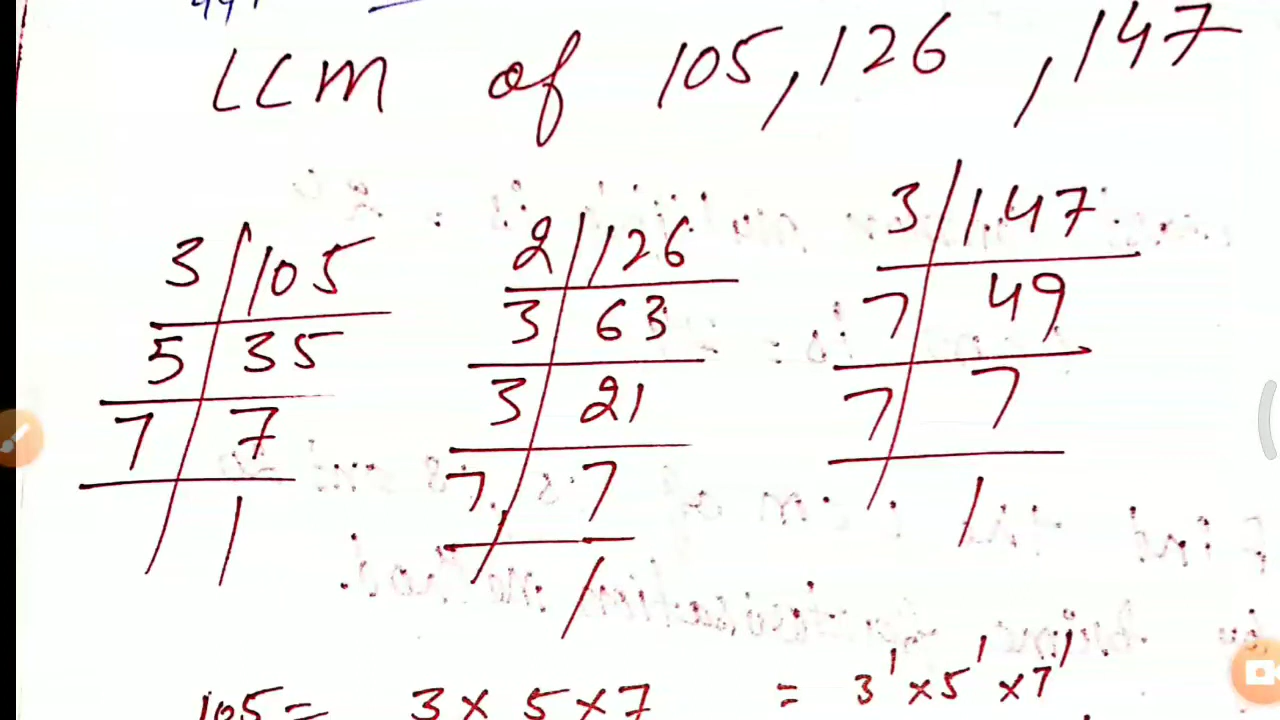 LCM of 105, 126, 147
3 | 105
5 | 35
7 | 7
1
2 | 126
3 | 63
3 | 21
7 | 7
1
3 | 147
7 | 49
7 | 7
1
105 = 3 × 5 × 7 = 3¹ × 5¹ × 7¹